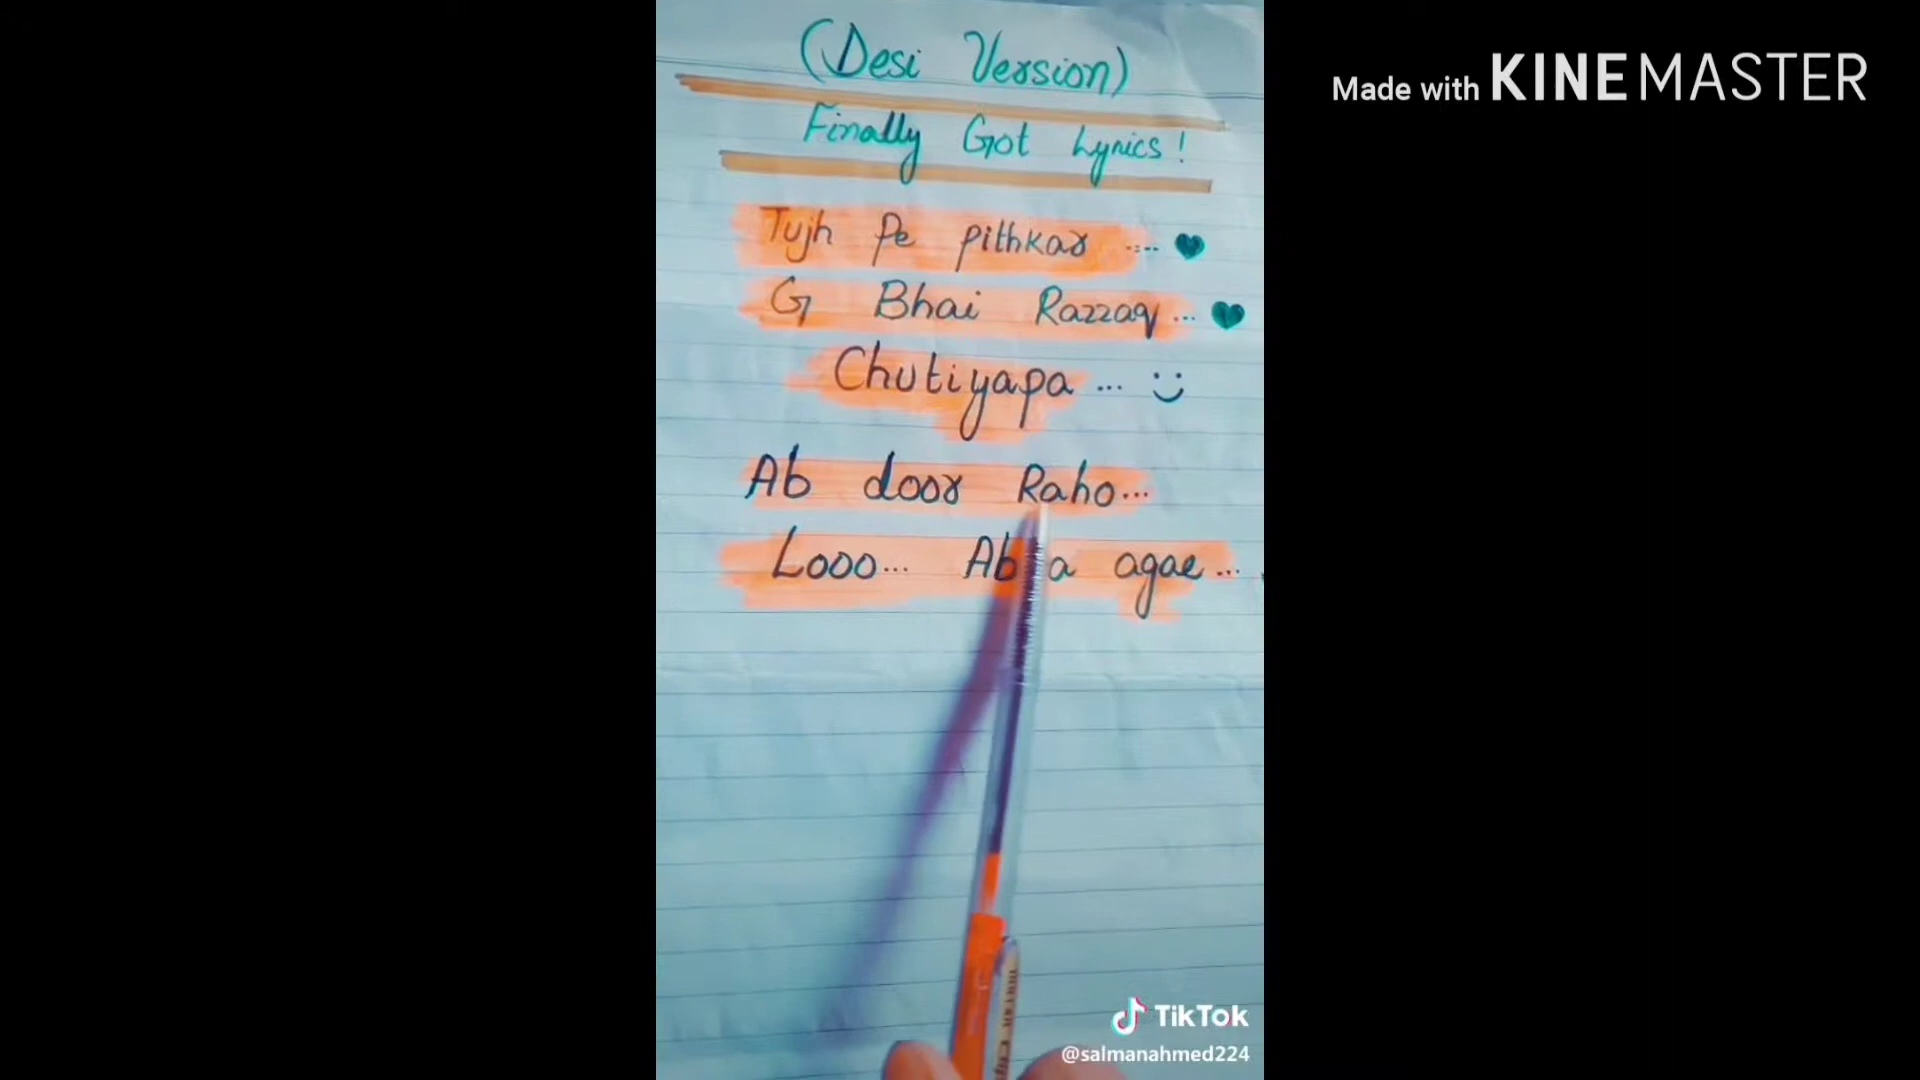 (Desi Version)
Made with KINEMASTER
Finally Got Lyrics!
Tujh Pe pithkar ....
G Bhai Razzaq ...
Chutiyapa ...
Ab door Raho...
Looo... Ab a agae ...
TikTok
@salmanahmed224